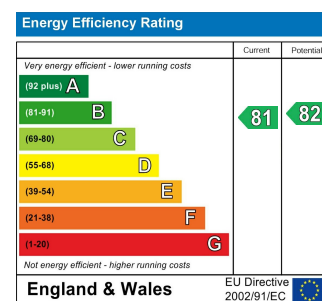 Energy Efficiency Rating
Current Potential
Very energy efficient - lower running costs
(92 plus) A
(81-91) B
81 82
(69-80) C
(55-68) D
(39-54) E
(21-38) F
(1-20) G
Not energy efficient - higher running costs
England & Wales
EU Directive
2002/91/EC